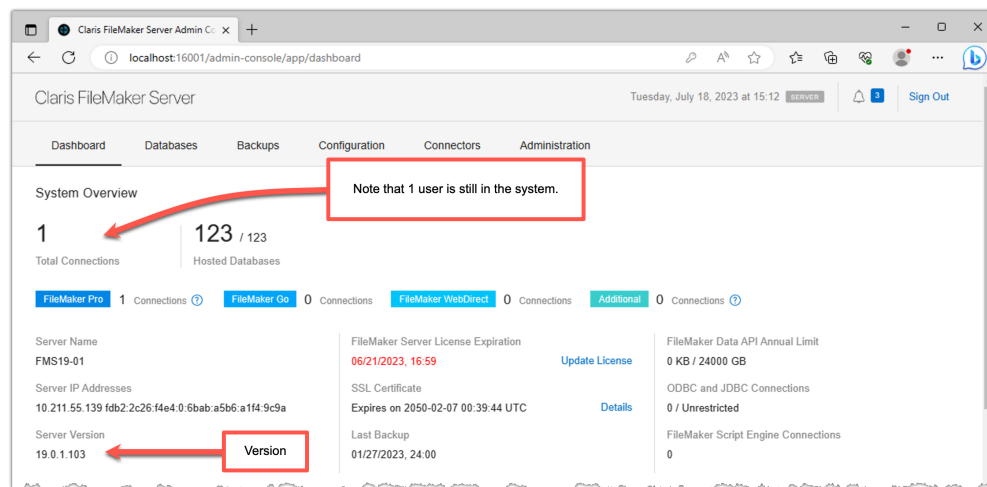 Claris FileMaker Server Admin Co
localhost:16001/admin-console/app/dashboard
Claris FileMaker Server
Tuesday, July 18, 2023 at 15:12 SERVER 3 Sign Out
Dashboard Databases Backups Configuration Connectors Administration
System Overview
Note that 1 user is still in the system.
1 123 / 123
Total Connections Hosted Databases
FileMaker Pro 1 Connections ? FileMaker Go 0 Connections FileMaker WebDirect 0 Connections Additional 0 Connections ?
Server Name FileMaker Server License Expiration FileMaker Data API Annual Limit
FMS19-01 06/21/2023, 16:59 Update License 0 KB / 24000 GB
Server IP Addresses SSL Certificate ODBC and JDBC Connections
10.211.55.139 fdb2:2c26:f4e4:0:6bab:a5b6:a1f4:9c9a Expires on 2050-02-07 00:39:44 UTC Details 0 / Unrestricted
Server Version Last Backup FileMaker Script Engine Connections
19.0.1.103 Version 01/27/2023, 24:00 0